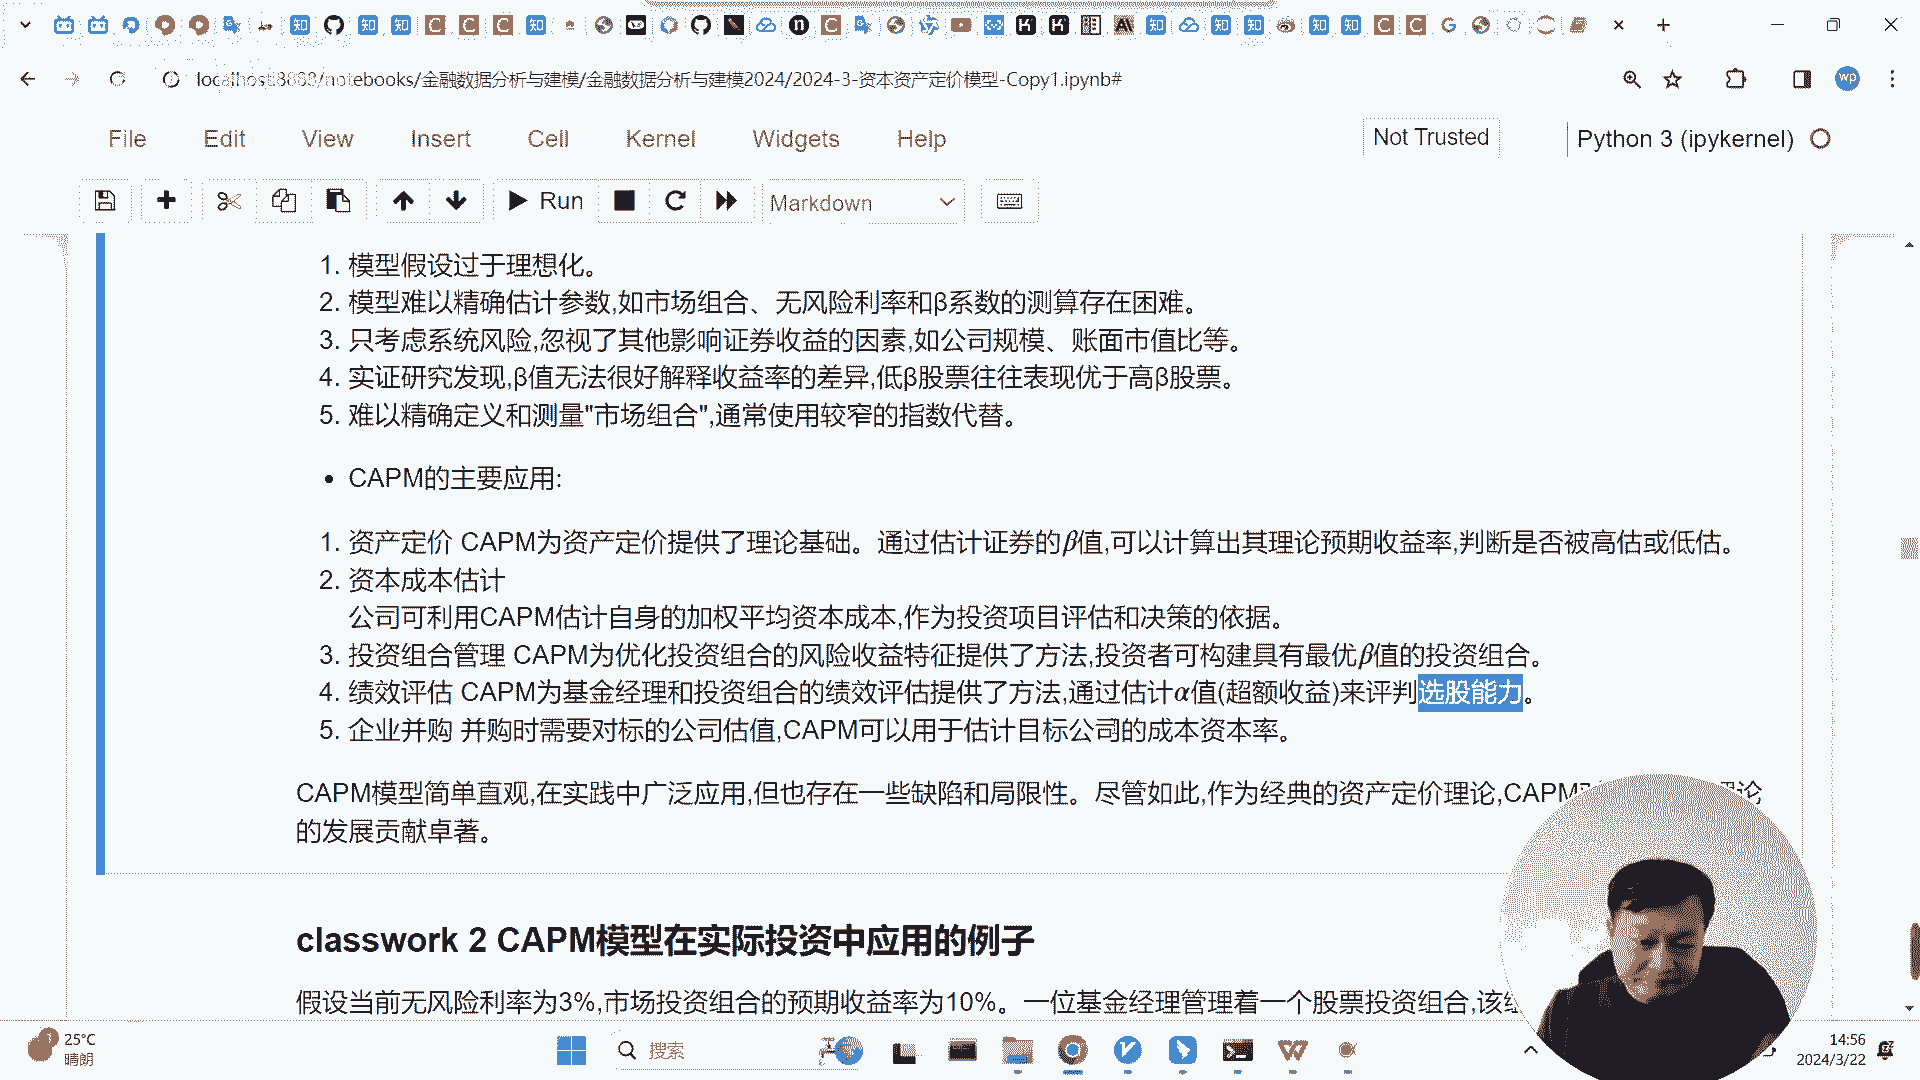 localhost:8888/notebooks/金融数据分析与建模/金融数据分析与建模2024/2024-3-资本资产定价模型-Copy1.ipynb#
wp
File Edit View Insert Cell Kernel Widgets Help
Not Trusted
Python 3 (ipykernel)
Run
Markdown
1. 模型假设过于理想化。
2. 模型难以精确估计参数,如市场组合、无风险利率和β系数的测算存在困难。
3. 只考虑系统风险,忽视了其他影响证券收益的因素,如公司规模、账面市值比等。
4. 实证研究发现,β值无法很好解释收益率的差异,低β股票往往表现优于高β股票。
5. 难以精确定义和测量"市场组合",通常使用较窄的指数代替。
• CAPM的主要应用:
1. 资产定价 CAPM为资产定价提供了理论基础。通过估计证券的β值,可以计算出其理论预期收益率,判断是否被高估或低估。
2. 资本成本估计
公司可利用CAPM估计自身的加权平均资本成本,作为投资项目评估和决策的依据。
3. 投资组合管理 CAPM为优化投资组合的风险收益特征提供了方法,投资者可构建具有最优β值的投资组合。
4. 绩效评估 CAPM为基金经理和投资组合的绩效评估提供了方法,通过估计α值(超额收益)来评判选股能力。
5. 企业并购 并购时需要对标的公司估值,CAPM可以用于估计目标公司的成本资本率。
CAPM模型简单直观,在实践中广泛应用,但也存在一些缺陷和局限性。尽管如此,作为经典的资产定价理论,CAPM
的发展贡献卓著。
classwork 2 CAPM模型在实际投资中应用的例子
假设当前无风险利率为3%,市场投资组合的预期收益率为10%。一位基金经理管理着一个股票投资组合,该
25°C
晴朗
搜索
14:56
2024/3/22